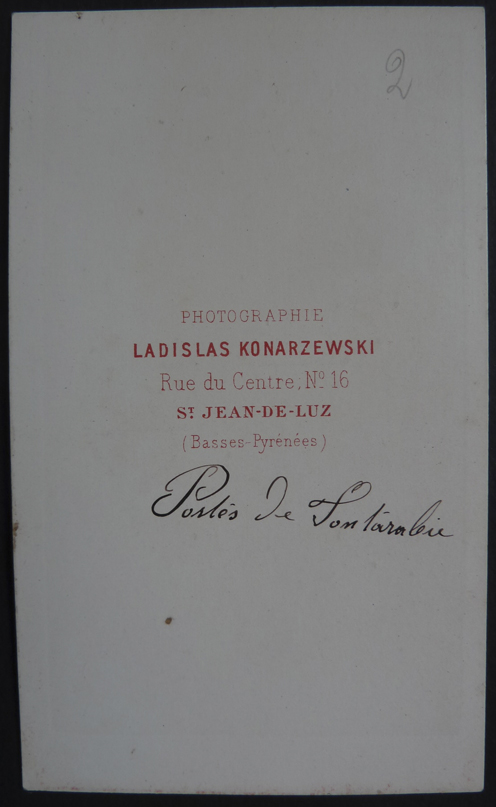 2
PHOTOGRAPHIE
LADISLAS KONARZEWSKI
Rue du Centre, Nº 16
ST JEAN-DE-LUZ
(Basses-Pyrénées)
Portes de Fontarabie